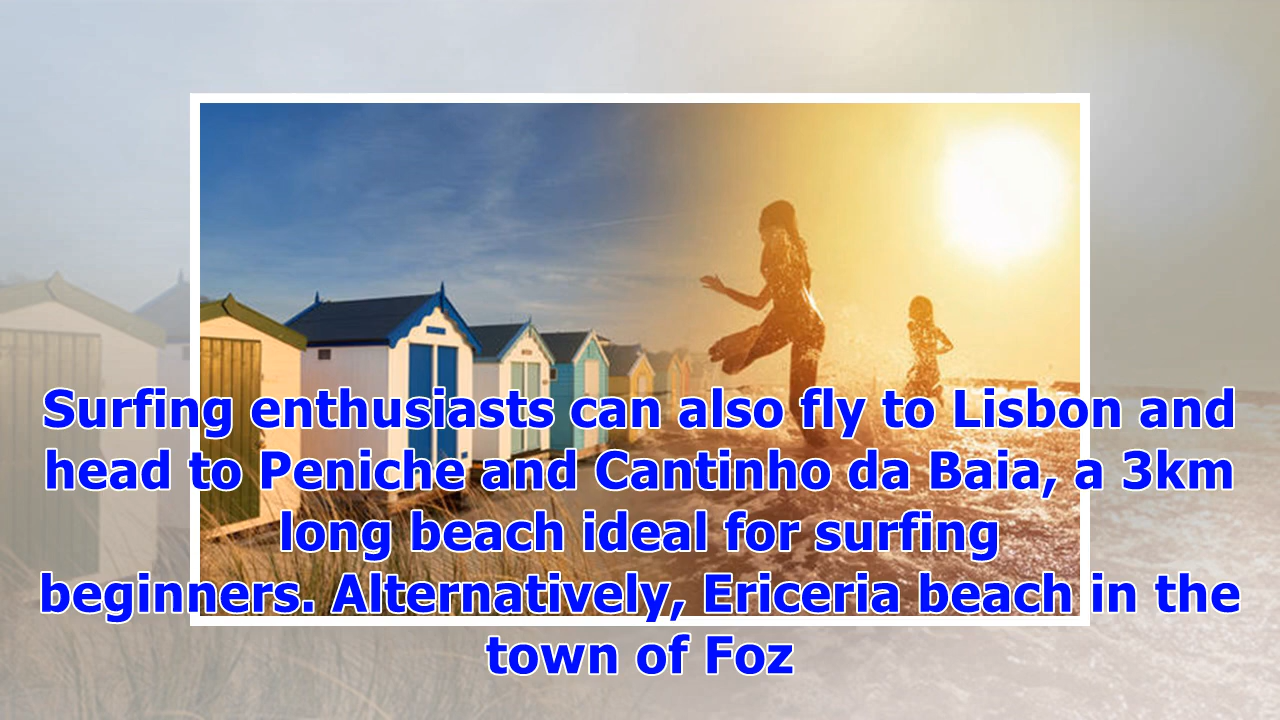 Surfing enthusiasts can also fly to Lisbon and
head to Peniche and Cantinho da Baia, a 3km
long beach ideal for surfing
beginners. Alternatively, Ericeria beach in the
town of Foz